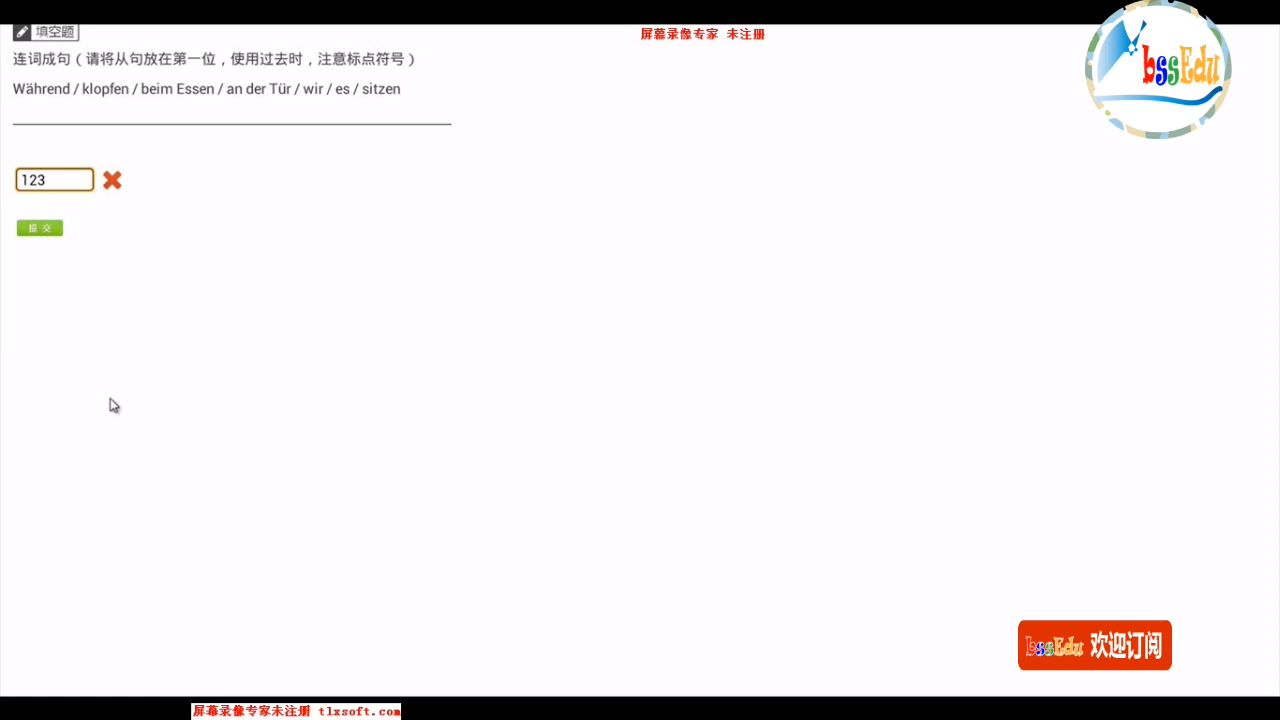 填空题
屏幕录像专家 未注册
bssEdu
连词成句（请将从句放在第一位，使用过去时，注意标点符号）
Während / klopfen / beim Essen / an der Tür / wir / es / sitzen
123
提 交
bssEdu 欢迎订阅
屏幕录像专家未注册 tlxsoft.com